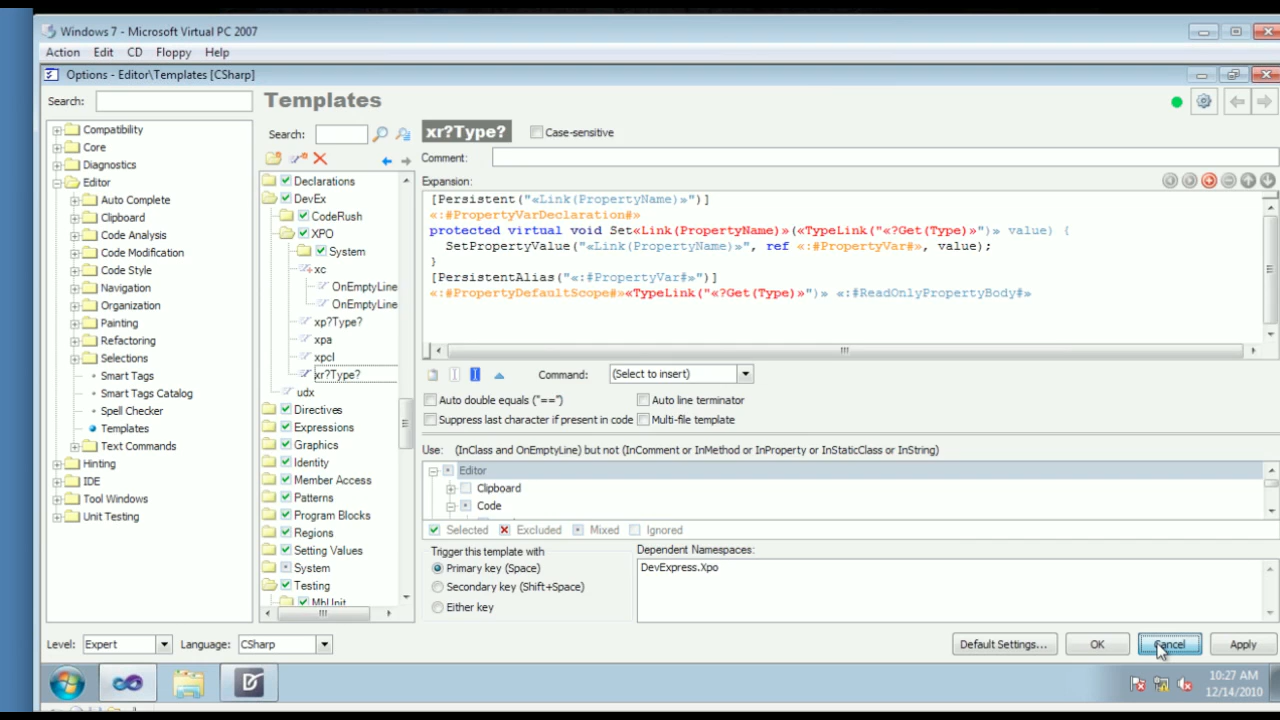 Windows 7 - Microsoft Virtual PC 2007
Action Edit CD Floppy Help
Options - Editor\Templates [CSharp]
Search:
Compatibility
Core
Diagnostics
Editor
Auto Complete
Clipboard
Code Analysis
Code Modification
Code Style
Navigation
Organization
Painting
Refactoring
Selections
Smart Tags
Smart Tags Catalog
Spell Checker
Templates
Text Commands
Hinting
IDE
Tool Windows
Unit Testing
Templates
Search:
Declarations
DevEx
CodeRush
XPO
System
xc
OnEmptyLine
OnEmptyLine
xp?Type?
xpa
xpcl
xr?Type?
udx
Directives
Expressions
Graphics
Identity
Member Access
Patterns
Program Blocks
Regions
Setting Values
System
Testing
MbUnit
xr?Type? Case-sensitive
Comment:
Expansion:
[Persistent("«Link(PropertyName)»")]
«:#PropertyVarDeclaration#»
protected virtual void Set«Link(PropertyName)»(«TypeLink("«?Get(Type)»")» value) {
SetPropertyValue("«Link(PropertyName)»", ref «:#PropertyVar#», value);
}
[PersistentAlias("«:#PropertyVar#»")]
«:#PropertyDefaultScope#»«TypeLink("«?Get(Type)»")» «:#ReadOnlyPropertyBody#»
Command: (Select to insert)
Auto double equals ("==") Auto line terminator
Suppress last character if present in code Multi-file template
Use: (InClass and OnEmptyLine) but not (InComment or InMethod or InProperty or InStaticClass or InString)
Editor
Clipboard
Code
Selected Excluded Mixed Ignored
Trigger this template with
Primary key (Space)
Secondary key (Shift+Space)
Either key
Dependent Namespaces:
DevExpress.Xpo
Level: Expert Language: CSharp
Default Settings... OK Cancel Apply
10:27 AM
12/14/2010